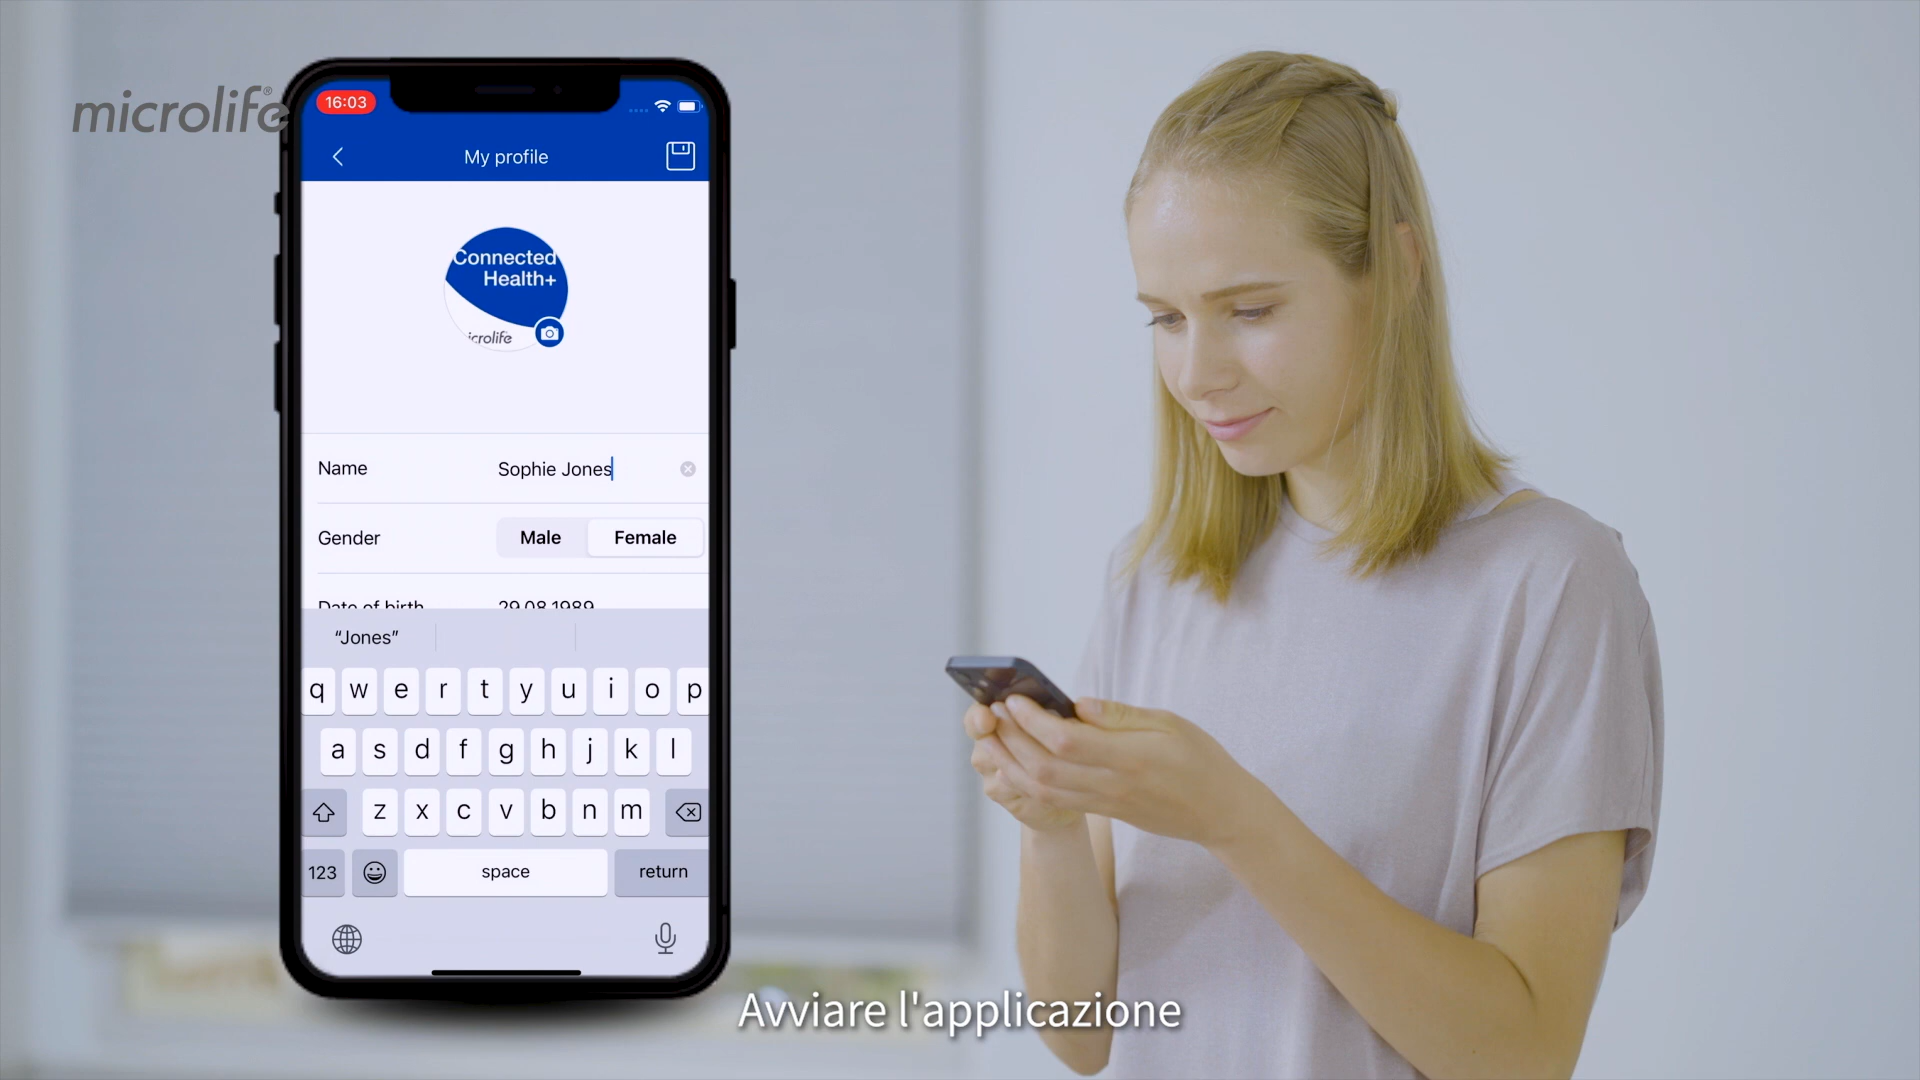 microlife®
16:03
My profile
Connected
Health+
icrolife®
Name
Sophie Jones
Gender
Male
Female
Date of birth
29.08.1989
“Jones”
q w e r t y u i o p
a s d f g h j k l
z x c v b n m
123
space
return
Avviare l'applicazione